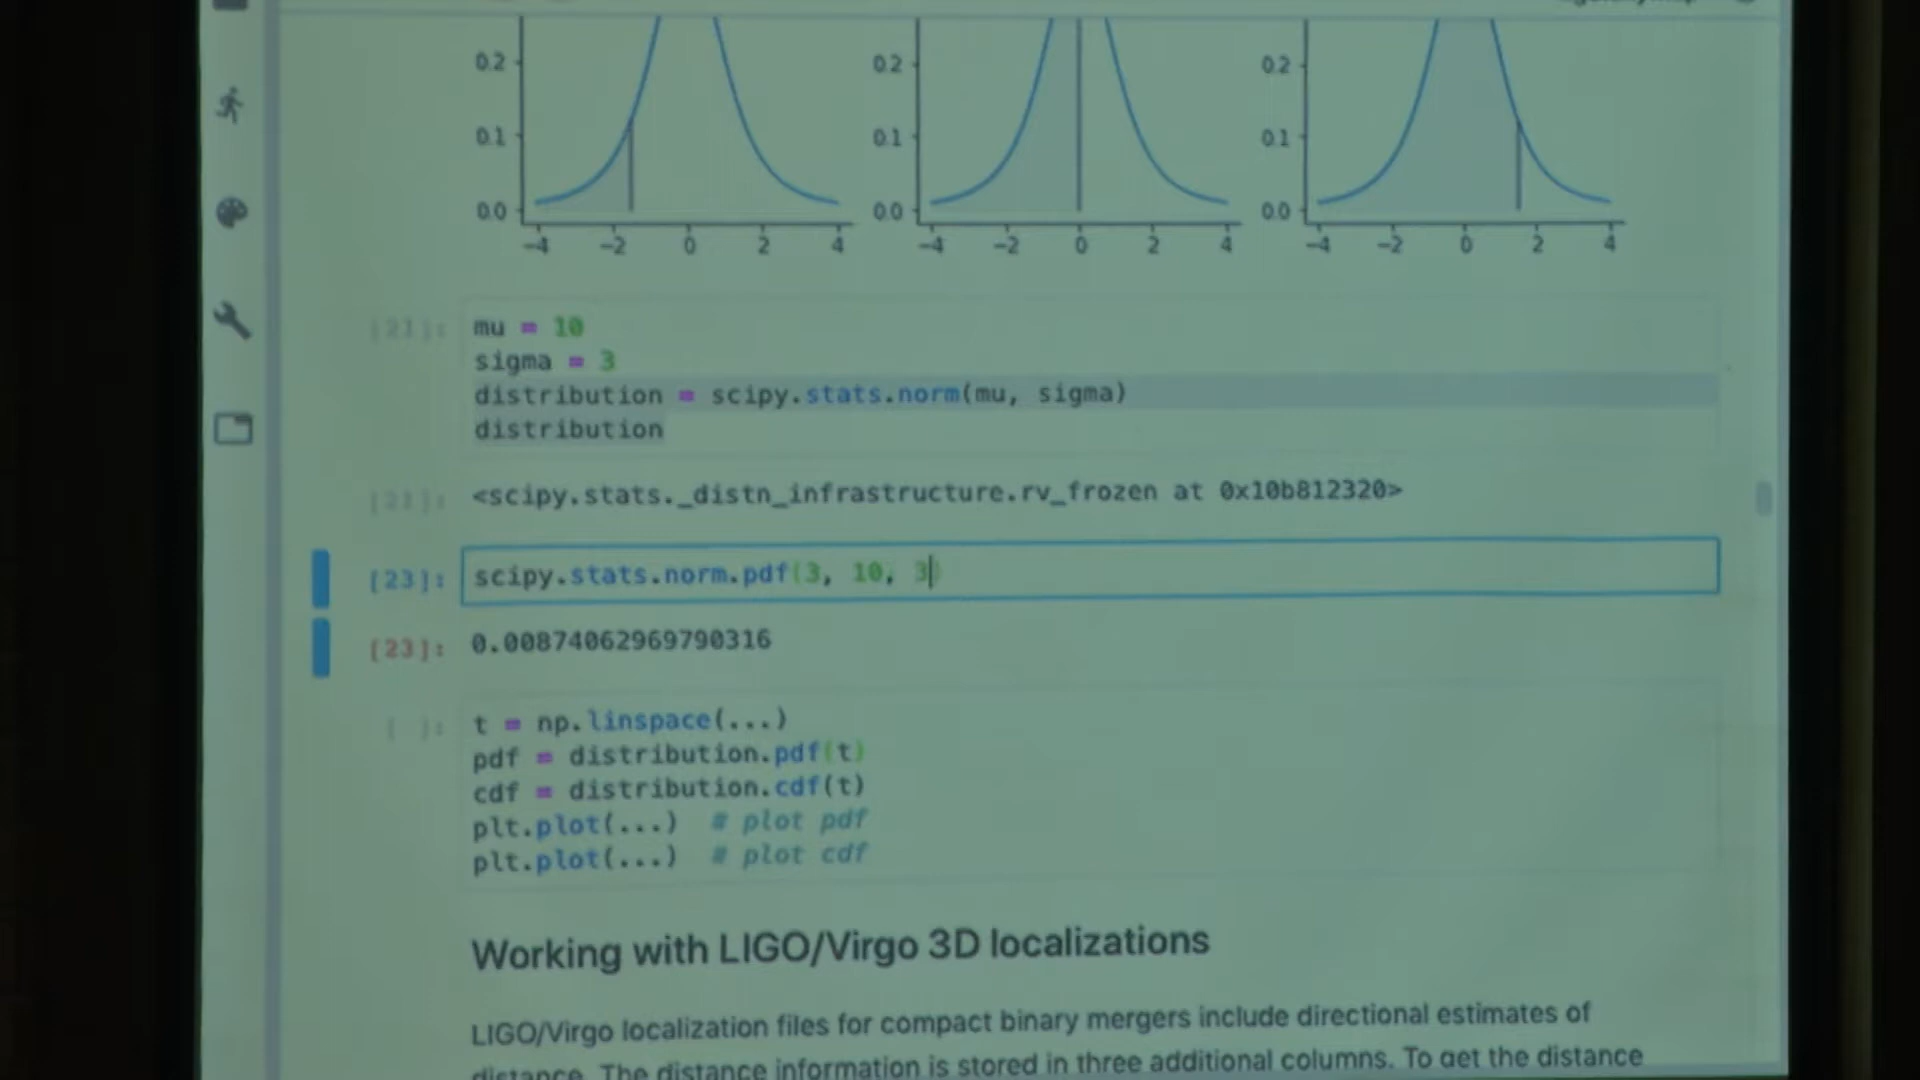 0.2 0.2 0.2
0.1 0.1 0.1
0.0 0.0 0.0
−4 −2 0 2 4 −4 −2 0 2 4 −4 −2 0 2 4
[21]: mu = 10
sigma = 3
distribution = scipy.stats.norm(mu, sigma)
distribution
[21]: <scipy.stats._distn_infrastructure.rv_frozen at 0x10b812320>
[23]: scipy.stats.norm.pdf(3, 10, 3)
[23]: 0.00874062969790316
[ ]: t = np.linspace(...)
pdf = distribution.pdf(t)
cdf = distribution.cdf(t)
plt.plot(...) # plot pdf
plt.plot(...) # plot cdf
Working with LIGO/Virgo 3D localizations
LIGO/Virgo localization files for compact binary mergers include directional estimates of
distance. The distance information is stored in three additional columns. To get the distance